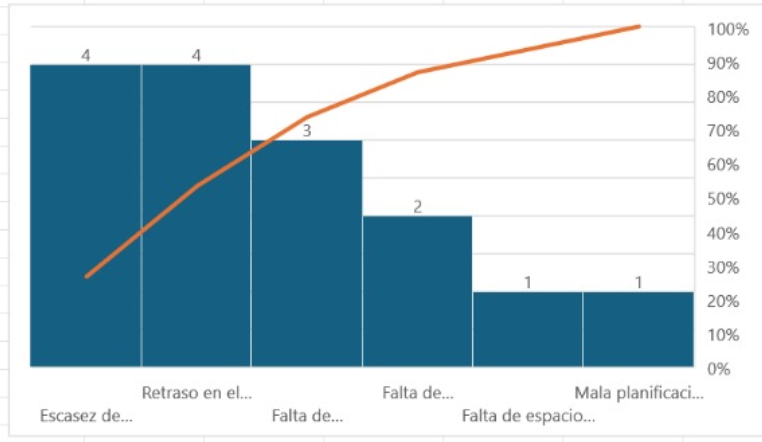 100%
90%
80%
70%
60%
50%
40%
30%
20%
10%
0%
4
4
3
2
1
1
Retraso en el...
Falta de...
Mala planificaci...
Escasez de...
Falta de...
Falta de espacio...